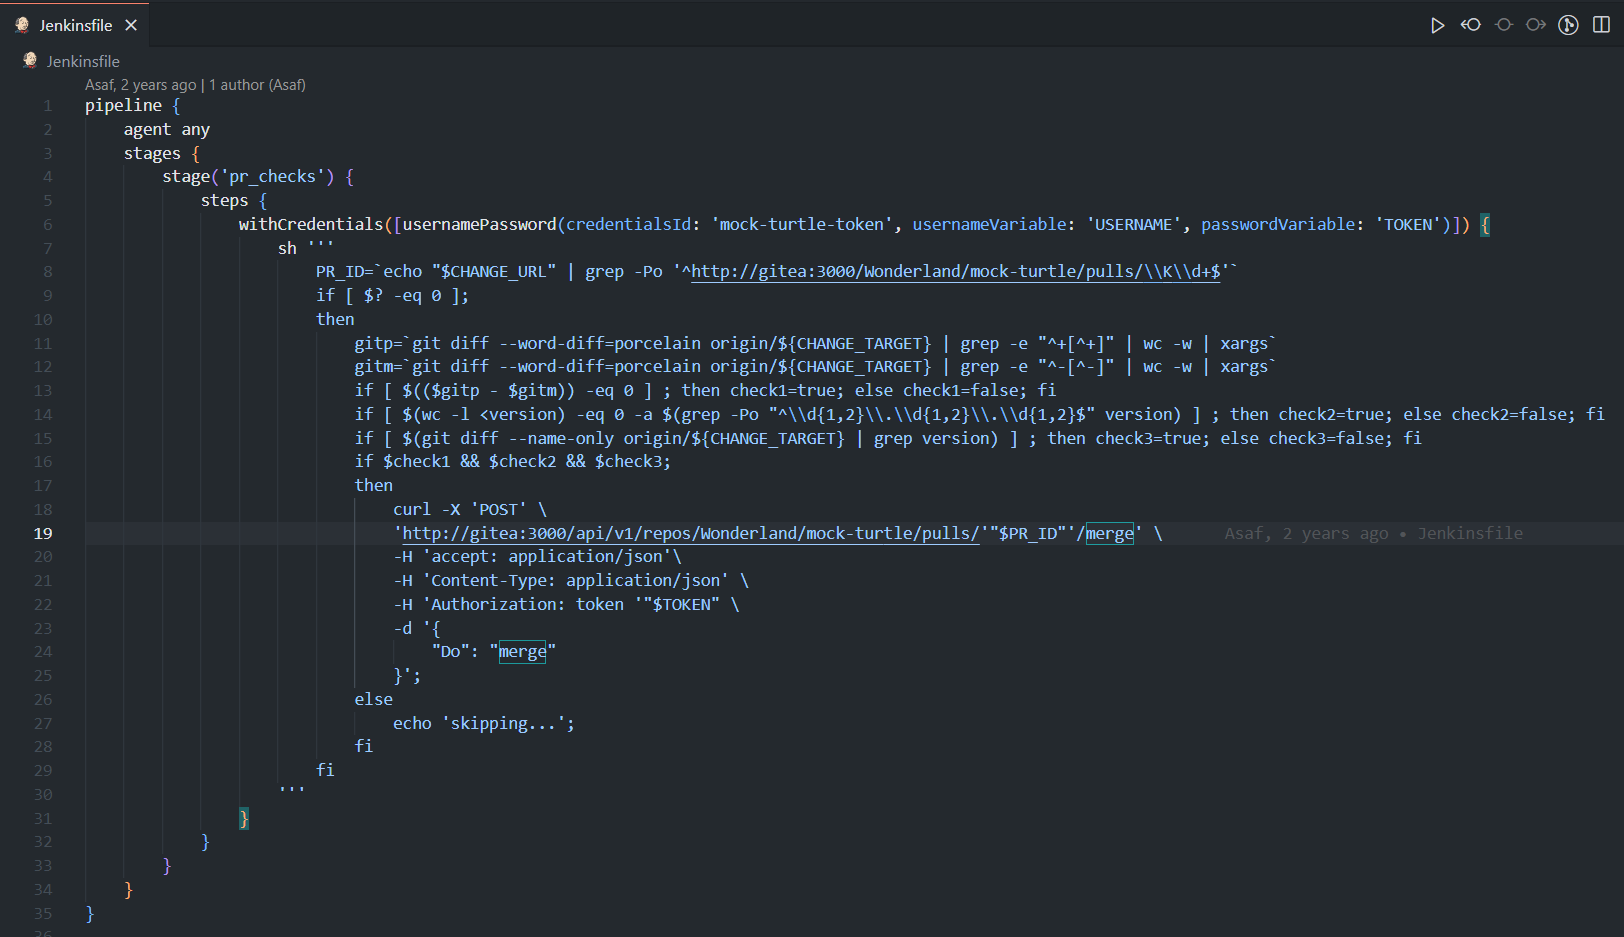 Jenkinsfile
Jenkinsfile
Asaf, 2 years ago | 1 author (Asaf)
1 pipeline {
2 agent any
3 stages {
4 stage('pr_checks') {
5 steps {
6 withCredentials([usernamePassword(credentialsId: 'mock-turtle-token', usernameVariable: 'USERNAME', passwordVariable: 'TOKEN')]) {
7 sh '''
8 PR_ID=`echo "$CHANGE_URL" | grep -Po '^http://gitea:3000/Wonderland/mock-turtle/pulls/\\K\\d+$'`
9 if [ $? -eq 0 ];
10 then
11 gitp=`git diff --word-diff=porcelain origin/${CHANGE_TARGET} | grep -e "^+[^+]" | wc -w | xargs`
12 gitm=`git diff --word-diff=porcelain origin/${CHANGE_TARGET} | grep -e "^-[^-]" | wc -w | xargs`
13 if [ $(($gitp - $gitm)) -eq 0 ] ; then check1=true; else check1=false; fi
14 if [ $(wc -l <version) -eq 0 -a $(grep -Po "^\\d{1,2}\\.\\d{1,2}\\.\\d{1,2}$" version) ] ; then check2=true; else check2=false; fi
15 if [ $(git diff --name-only origin/${CHANGE_TARGET} | grep version) ] ; then check3=true; else check3=false; fi
16 if $check1 && $check2 && $check3;
17 then
18 curl -X 'POST' \
19 'http://gitea:3000/api/v1/repos/Wonderland/mock-turtle/pulls/'"$PR_ID"'/merge' \ Asaf, 2 years ago • Jenkinsfile
20 -H 'accept: application/json'\
21 -H 'Content-Type: application/json' \
22 -H 'Authorization: token '"$TOKEN" \
23 -d '{
24 "Do": "merge"
25 }';
26 else
27 echo 'skipping...';
28 fi
29 fi
30 '''
31 }
32 }
33 }
34 }
35 }
36